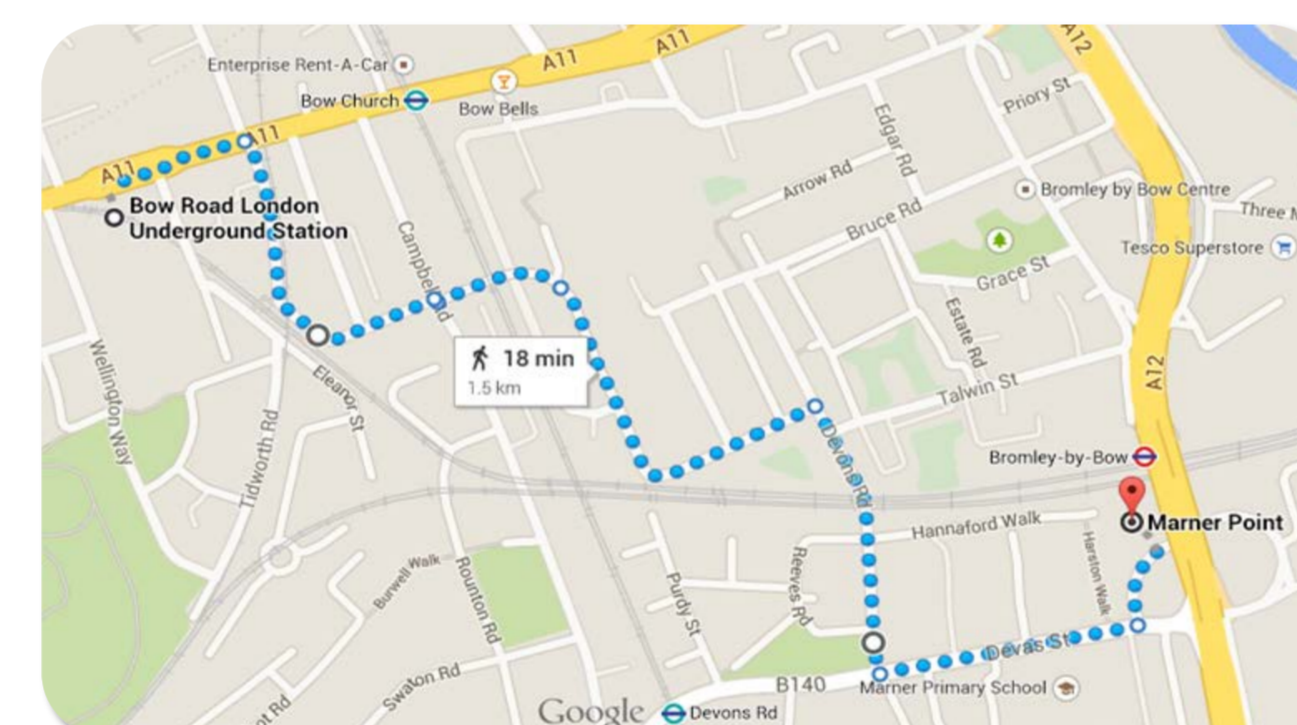 A11
A12
Enterprise Rent-A-Car
A11
Bow Church
Bow Bells
Priory St
Edgar Rd
A11
A11
Arrow Rd
Bromley by Bow Centre
Bow Road London
Underground Station
Bruce Rd
Three M
Tesco Superstore
Campbell Rd
Grace St
Estate Rd
18 min
1.5 km
Wellington Way
Eleanor St
A12
Talwin St
Tidworth Rd
Devons Rd
Bromley-by-Bow
Hannaford Walk
Marner Point
Burwell Walk
Rounton Rd
Purdy St
Reeves Rd
Harston Walk
Devas St
Swaton Rd
B140
Marner Primary School
ot Rd
Google
Devons Rd